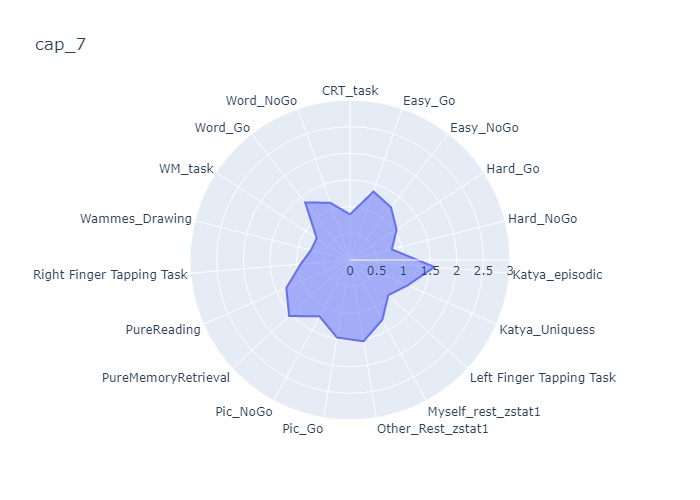 cap_7
CRT_task
Word_NoGo
Easy_Go
Word_Go
Easy_NoGo
WM_task
Hard_Go
Wammes_Drawing
Hard_NoGo
0 0.5 1 1.5 2 2.5 3
Right Finger Tapping Task
Katya_episodic
PureReading
Katya_Uniquess
PureMemoryRetrieval
Left Finger Tapping Task
Pic_NoGo
Myself_rest_zstat1
Pic_Go
Other_Rest_zstat1